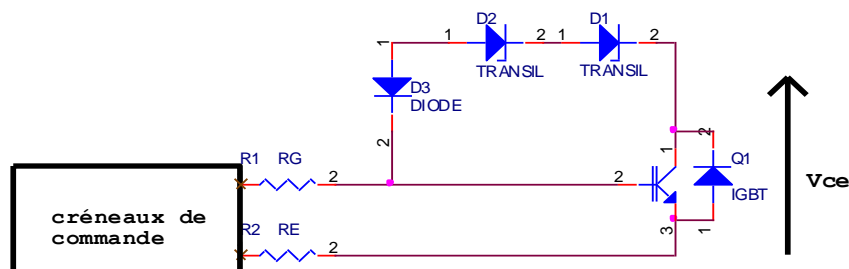 1 D2 2 1 D1 2
TRANSIL TRANSIL
1
D3
DIODE
2
R1 RG 2
2
1
2
Q1
IGBT
Vce
créneaux de
commande
R2 RE 2
3
1